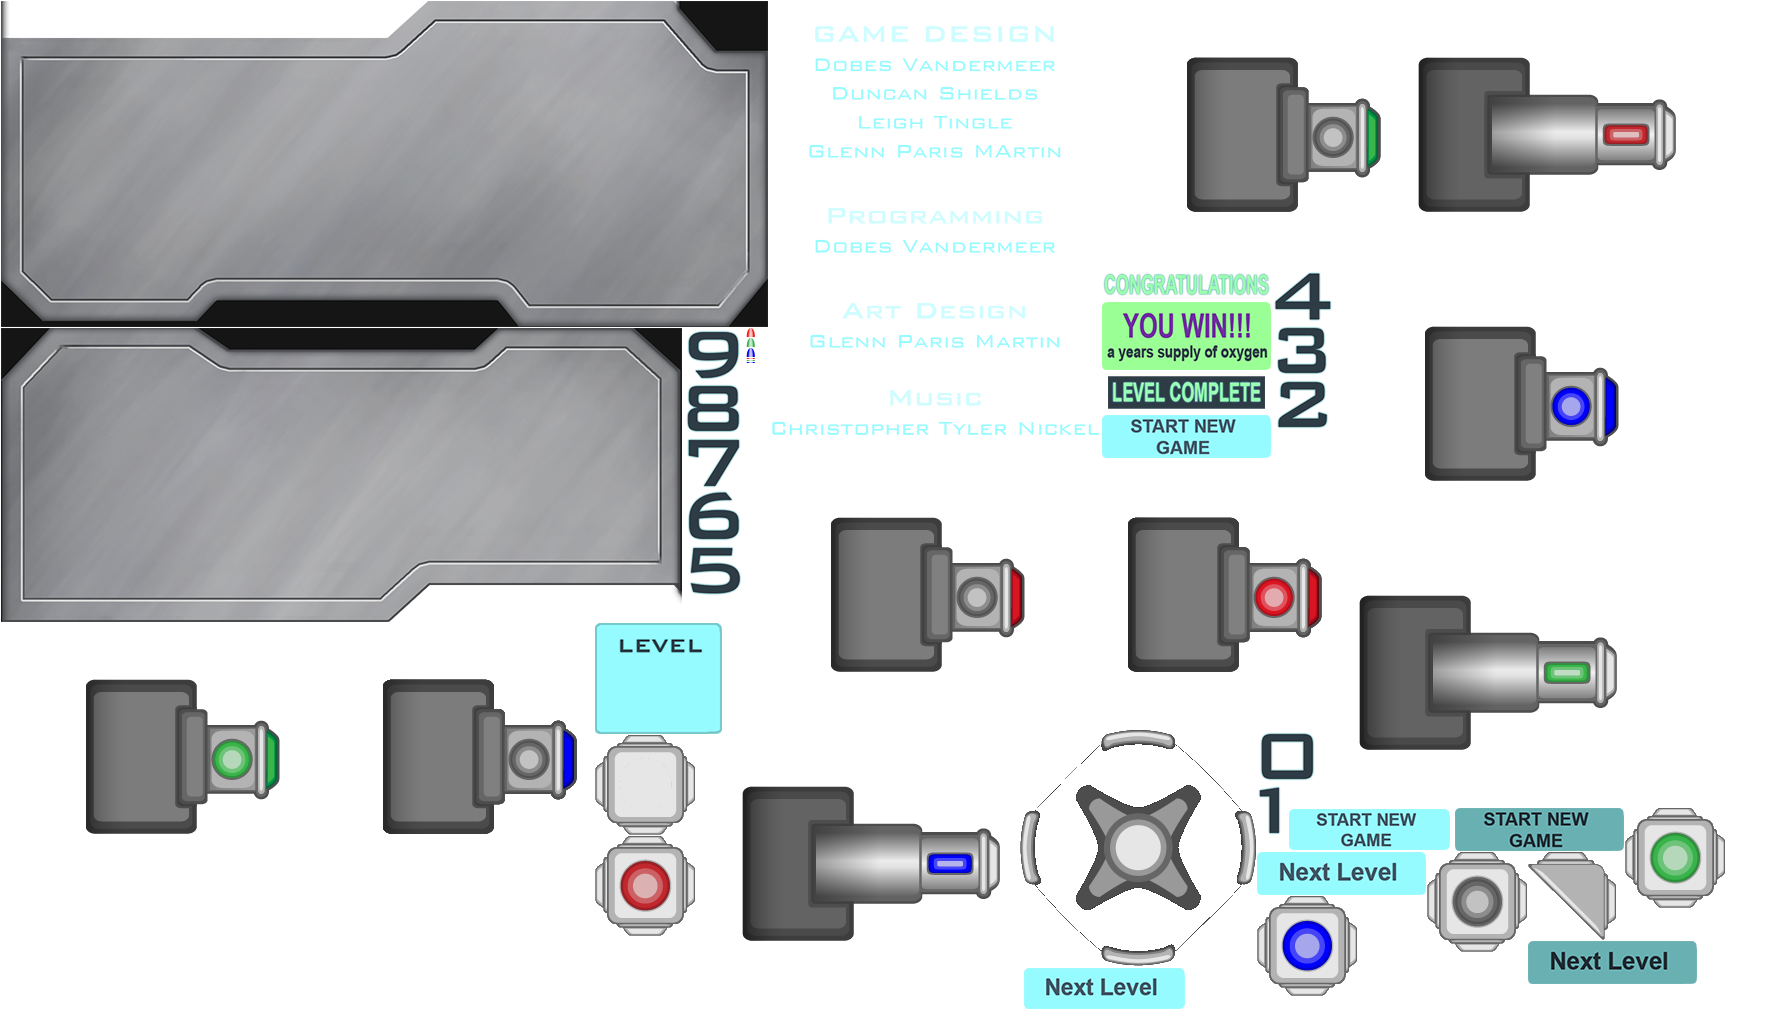 GAME DESIGN
DOBES VANDERMEER
DUNCAN SHIELDS
LEIGH TINGLE
GLENN PARIS MARTIN
PROGRAMMING
DOBES VANDERMEER
ART DESIGN
GLENN PARIS MARTIN
MUSIC
CHRISTOPHER TYLER NICKEL
CONGRATULATIONS
YOU WIN!!!
a years supply of oxygen
LEVEL COMPLETE
START NEW
GAME
4
3
2
9
8
7
6
5
LEVEL
0
1
START NEW
GAME
START NEW
GAME
Next Level
Next Level
Next Level